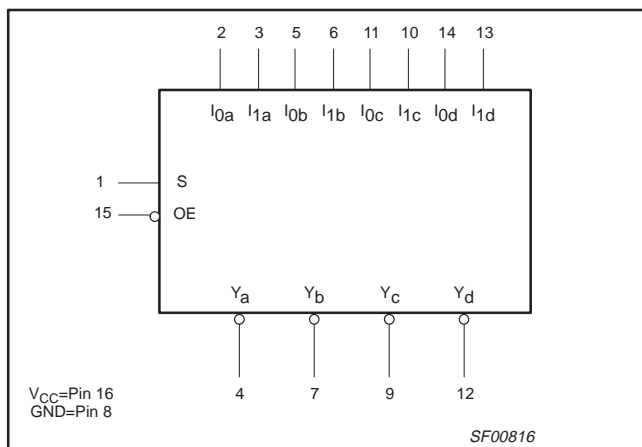 2 3 5 6 11 10 14 13
I0a I1a I0b I1b I0c I1c I0d I1d
1 S
15 OE
Ya Yb Yc Yd
4 7 9 12
VCC=Pin 16
GND=Pin 8
SF00816